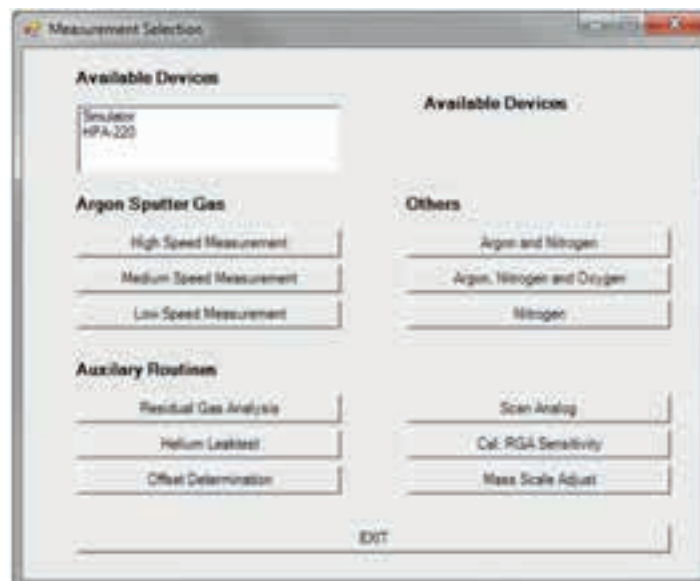 Measurement Selection
Available Devices
Available Devices
Simulator
HPA-220
Argon Sputter Gas
Others
High Speed Measurement
Argon and Nitrogen
Medium Speed Measurement
Argon, Nitrogen and Oxygen
Low Speed Measurement
Nitrogen
Auxilary Routines
Residual Gas Analysis
Scan Analog
Helium Leaktest
Cal. RGA Sensitivity
Offset Determination
Mass Scale Adjust
EXIT